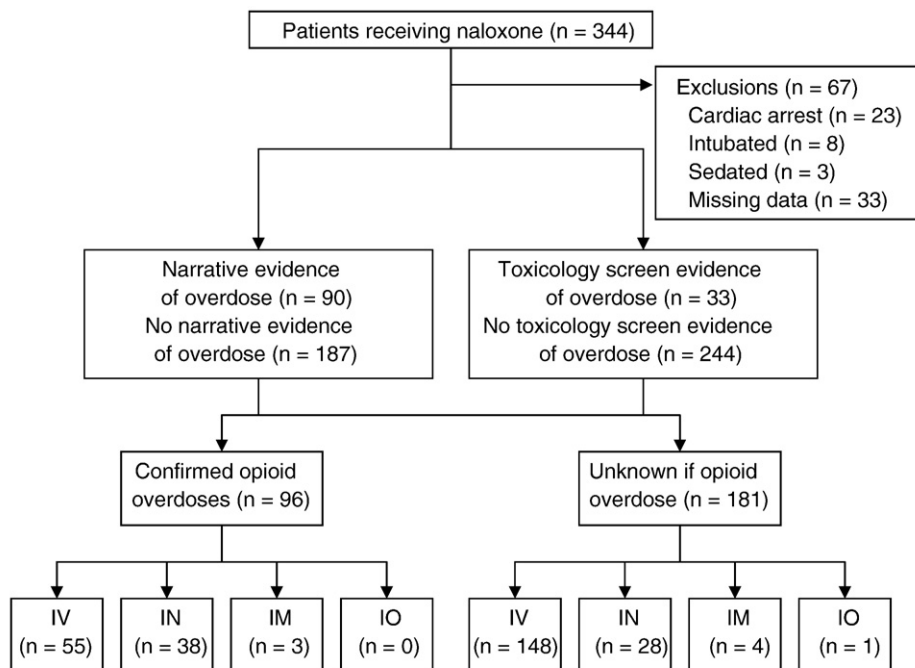 Patients receiving naloxone (n = 344)
Exclusions (n = 67)
Cardiac arrest (n = 23)
Intubated (n = 8)
Sedated (n = 3)
Missing data (n = 33)
Narrative evidence
of overdose (n = 90)
No narrative evidence
of overdose (n = 187)
Toxicology screen evidence
of overdose (n = 33)
No toxicology screen evidence
of overdose (n = 244)
Confirmed opioid
overdoses (n = 96)
Unknown if opioid
overdose (n = 181)
IV
(n = 55)
IN
(n = 38)
IM
(n = 3)
IO
(n = 0)
IV
(n = 148)
IN
(n = 28)
IM
(n = 4)
IO
(n = 1)